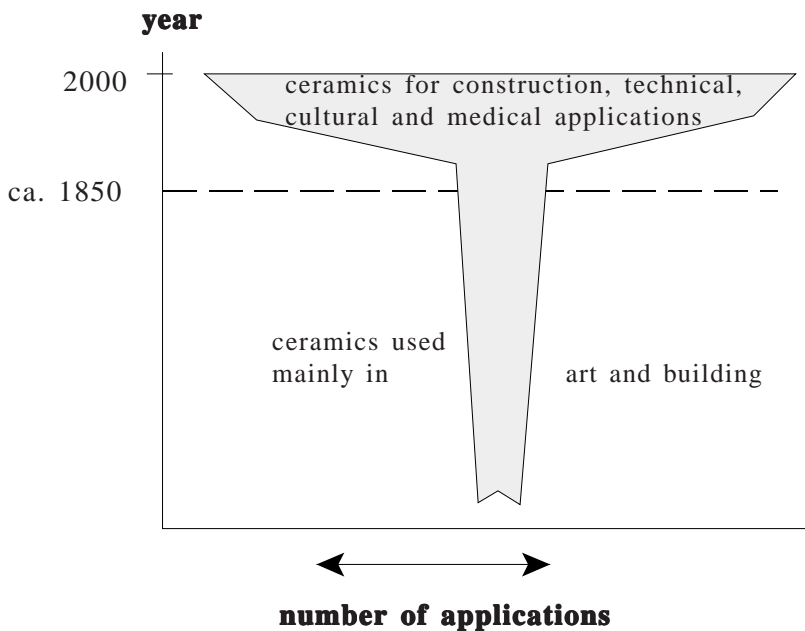 year
2000
ceramics for construction, technical,
cultural and medical applications
ca. 1850
ceramics used
mainly in
art and building
number of applications